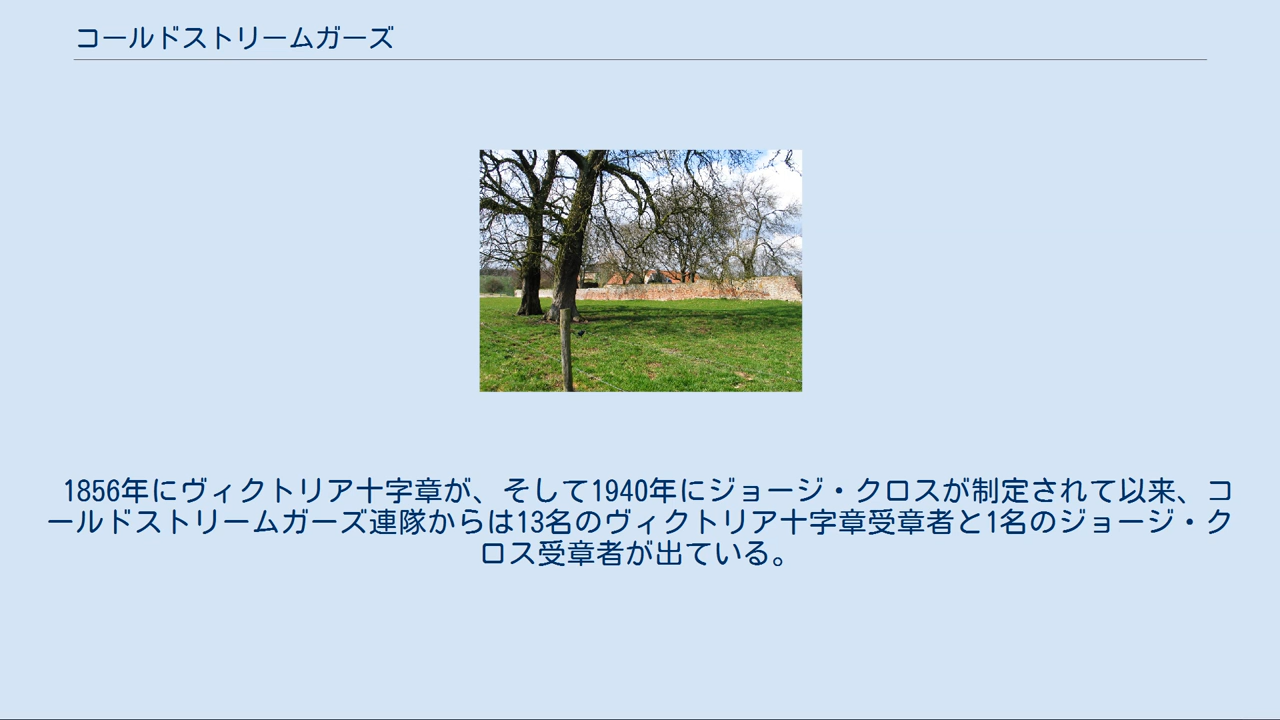 コールドストリームガーズ
1856年にヴィクトリア十字章が、そして1940年にジョージ・クロスが制定されて以来、コ
ールドストリームガーズ連隊からは13名のヴィクトリア十字章受章者と1名のジョージ・ク
ロス受章者が出ている。